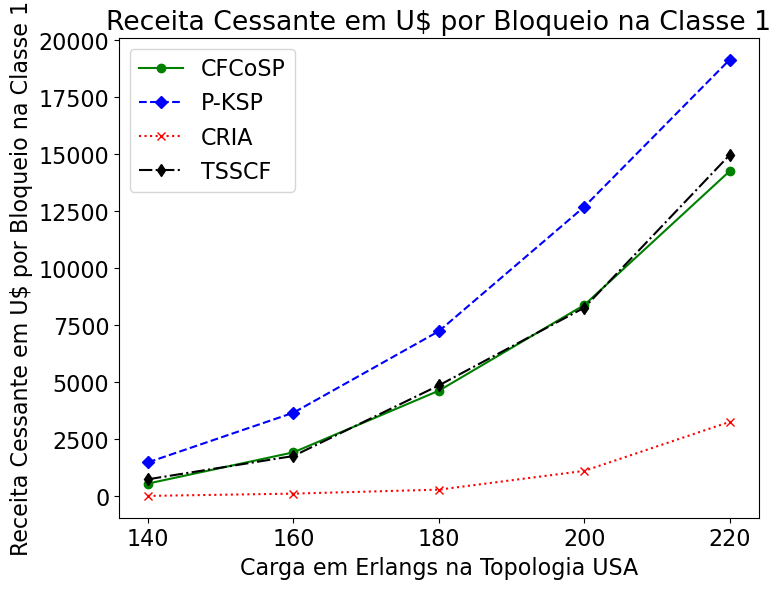 Receita Cessante em U$ por Bloqueio na Classe 1
Receita Cessante em U$ por Bloqueio na Classe 1
20000
17500
15000
12500
10000
7500
5000
2500
0
CFCoSP
P-KSP
CRIA
TSSCF
140 160 180 200 220
Carga em Erlangs na Topologia USA